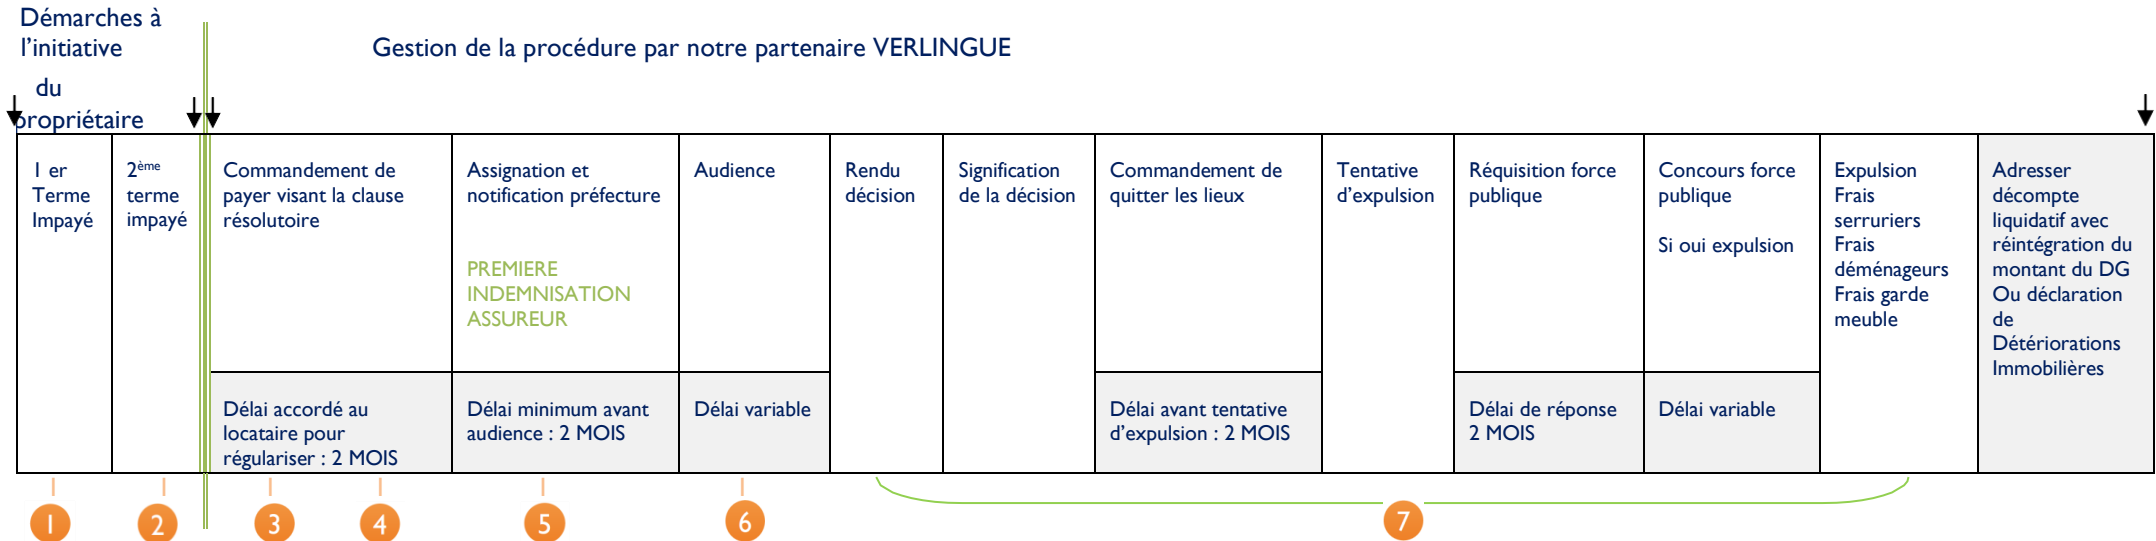 Démarches à
l’initiative
du
propriétaire
Gestion de la procédure par notre partenaire VERLINGUE
1 er
Terme
Impayé
2ème
terme
impayé
Commandement de
payer visant la clause
résolutoire
Délai accordé au
locataire pour
régulariser : 2 MOIS
Assignation et
notification préfecture
PREMIERE
INDEMNISATION
ASSUREUR
Délai minimum avant
audience : 2 MOIS
Audience
Délai variable
Rendu
décision
Signification
de la décision
Commandement de
quitter les lieux
Délai avant tentative
d’expulsion : 2 MOIS
Tentative
d’expulsion
Réquisition force
publique
Délai de réponse
2 MOIS
Concours force
publique
Si oui expulsion
Délai variable
Expulsion
Frais
serruriers
Frais
déménageurs
Frais garde
meuble
Adresser
décompte
liquidatif avec
réintégration du
montant du DG
Ou déclaration
de
Détériorations
Immobilières
1
2
3
4
5
6
7